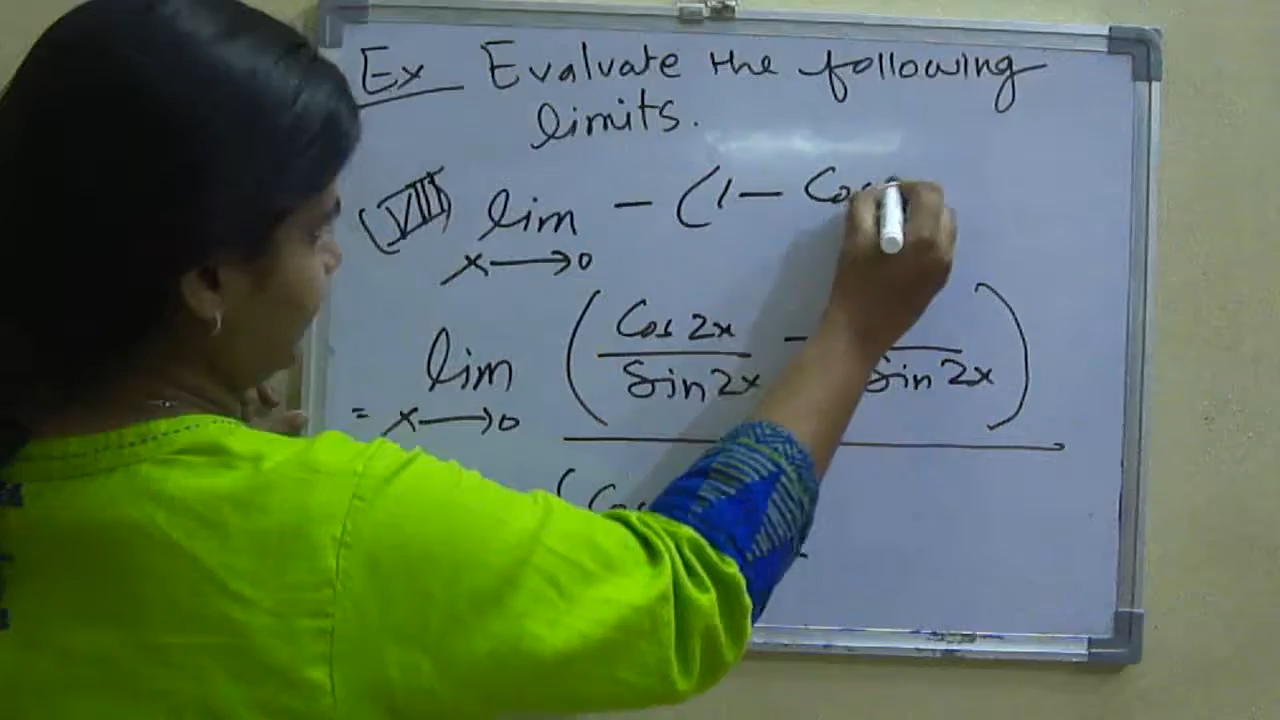 Ex Evaluate the following
limits.
(VIII) lim - (1 - Cos
x→0
lim ( Cos 2x - 
Sin 2x Sin 2x )
= x→0
( Cos